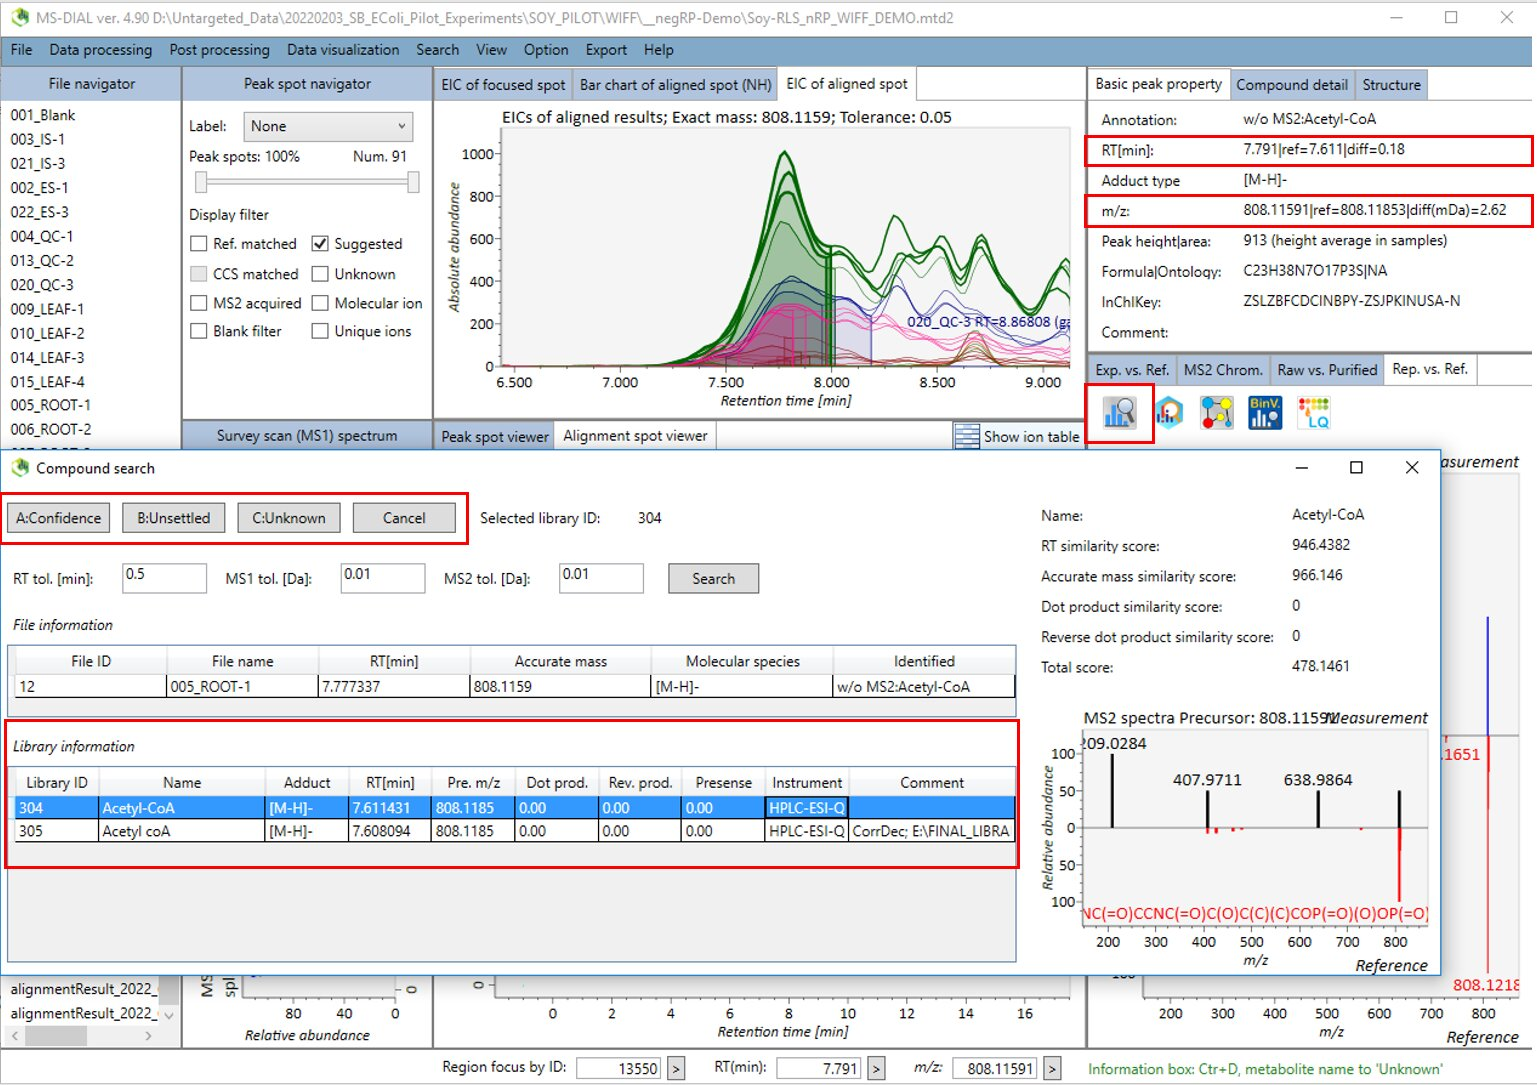 MS-DIAL ver. 4.90 D:\Untargeted_Data\20220203_SB_EColi_Pilot_Experiments\SOY_PILOT\WIFF\__negRP-Demo\Soy-RLS_nRP_WIFF_DEMO.mtd2
File Data processing Post processing Data visualization Search View Option Export Help
File navigator
001_Blank
003_IS-1
021_IS-3
002_ES-1
022_ES-3
004_QC-1
013_QC-2
020_QC-3
009_LEAF-1
010_LEAF-2
014_LEAF-3
015_LEAF-4
005_ROOT-1
006_ROOT-2
Peak spot navigator
Label: None
Peak spots: 100% Num. 91
Display filter
Ref. matched Suggested
CCS matched Unknown
MS2 acquired Molecular ion
Blank filter Unique ions
Survey scan (MS1) spectrum
EIC of focused spot Bar chart of aligned spot (NH) EIC of aligned spot
EICs of aligned results; Exact mass: 808.1159; Tolerance: 0.05
Absolute abundance
1000
800
600
400
200
0
020_QC-3 RT=8.86808 (ga
6.500 7.000 7.500 8.000 8.500 9.000
Retention time [min]
Peak spot viewer Alignment spot viewer Show ion table
Basic peak property Compound detail Structure
Annotation: w/o MS2:Acetyl-CoA
RT[min]: 7.791|ref=7.611|diff=0.18
Adduct type [M-H]-
m/z: 808.11591|ref=808.11853|diff(mDa)=2.62
Peak height|area: 913 (height average in samples)
Formula|Ontology: C23H38N7O17P3S|NA
InChIKey: ZSLZBFCDCINBPY-ZSJPKINUSA-N
Comment:
Exp. vs. Ref. MS2 Chrom. Raw vs. Purified Rep. vs. Ref.
BinV.
LQ
asurement
Compound search
A:Confidence B:Unsettled C:Unknown Cancel Selected library ID: 304
RT tol. [min]: 0.5 MS1 tol. [Da]: 0.01 MS2 tol. [Da]: 0.01 Search
File information
File ID File name RT[min] Accurate mass Molecular species Identified
12 005_ROOT-1 7.777337 808.1159 [M-H]- w/o MS2:Acetyl-CoA
Library information
Library ID Name Adduct RT[min] Pre. m/z Dot prod. Rev. prod. Presense Instrument Comment
304 Acetyl-CoA [M-H]- 7.611431 808.1185 0.00 0.00 0.00 HPLC-ESI-Q
305 Acetyl coA [M-H]- 7.608094 808.1185 0.00 0.00 0.00 HPLC-ESI-Q CorrDec; E:\FINAL_LIBRA
Name: Acetyl-CoA
RT similarity score: 946.4382
Accurate mass similarity score: 966.146
Dot product similarity score: 0
Reverse dot product similarity score: 0
Total score: 478.1461
MS2 spectra Precursor: 808.1159 Measurement
Relative abundance
100
50
0
50
100
209.0284
407.9711 638.9864
NC(=O)CCNC(=O)C(O)C(C)(C)COP(=O)(O)OP(=O)
200 300 400 500 600 700 800
m/z
Reference
.1651
808.1218
200 300 400 500 600 700 800
m/z
Reference
alignmentResult_2022_
alignmentResult_2022_
80 40 0
0
Relative abundance
0
0 2 4 6 8 10 12 14 16
Retention time [min]
Region focus by ID: 13550 > RT(min): 7.791 > m/z: 808.11591 > Information box: Ctr+D, metabolite name to 'Unknown'